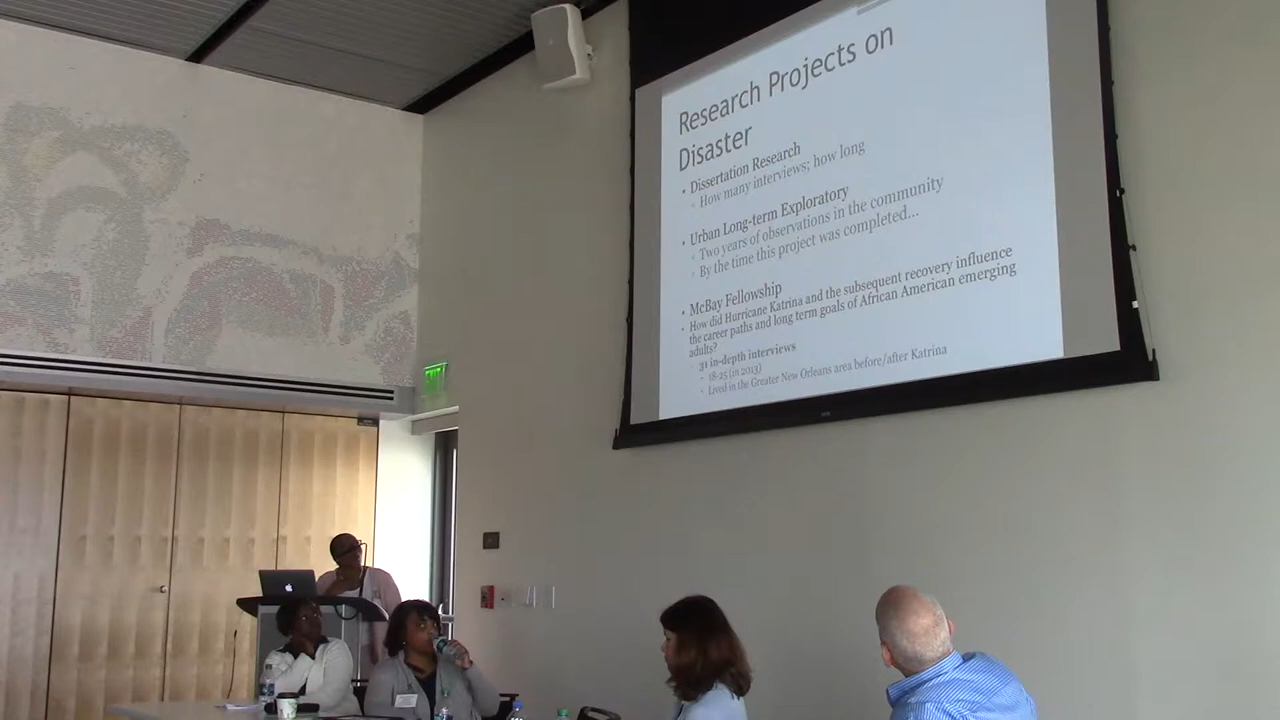 Research Projects on
Disaster
• Dissertation Research
◦ How many interviews; how long
• Urban Long-term Exploratory
◦ Two years of observations in the community
◦ By the time this project was completed...
• McBay Fellowship
• How did Hurricane Katrina and the subsequent recovery influence
the career paths and long term goals of African American emerging
adults?
31 in-depth interviews
◦ 18-25 (in 2013)
◦ Lived in the Greater New Orleans area before/after Katrina
EXIT